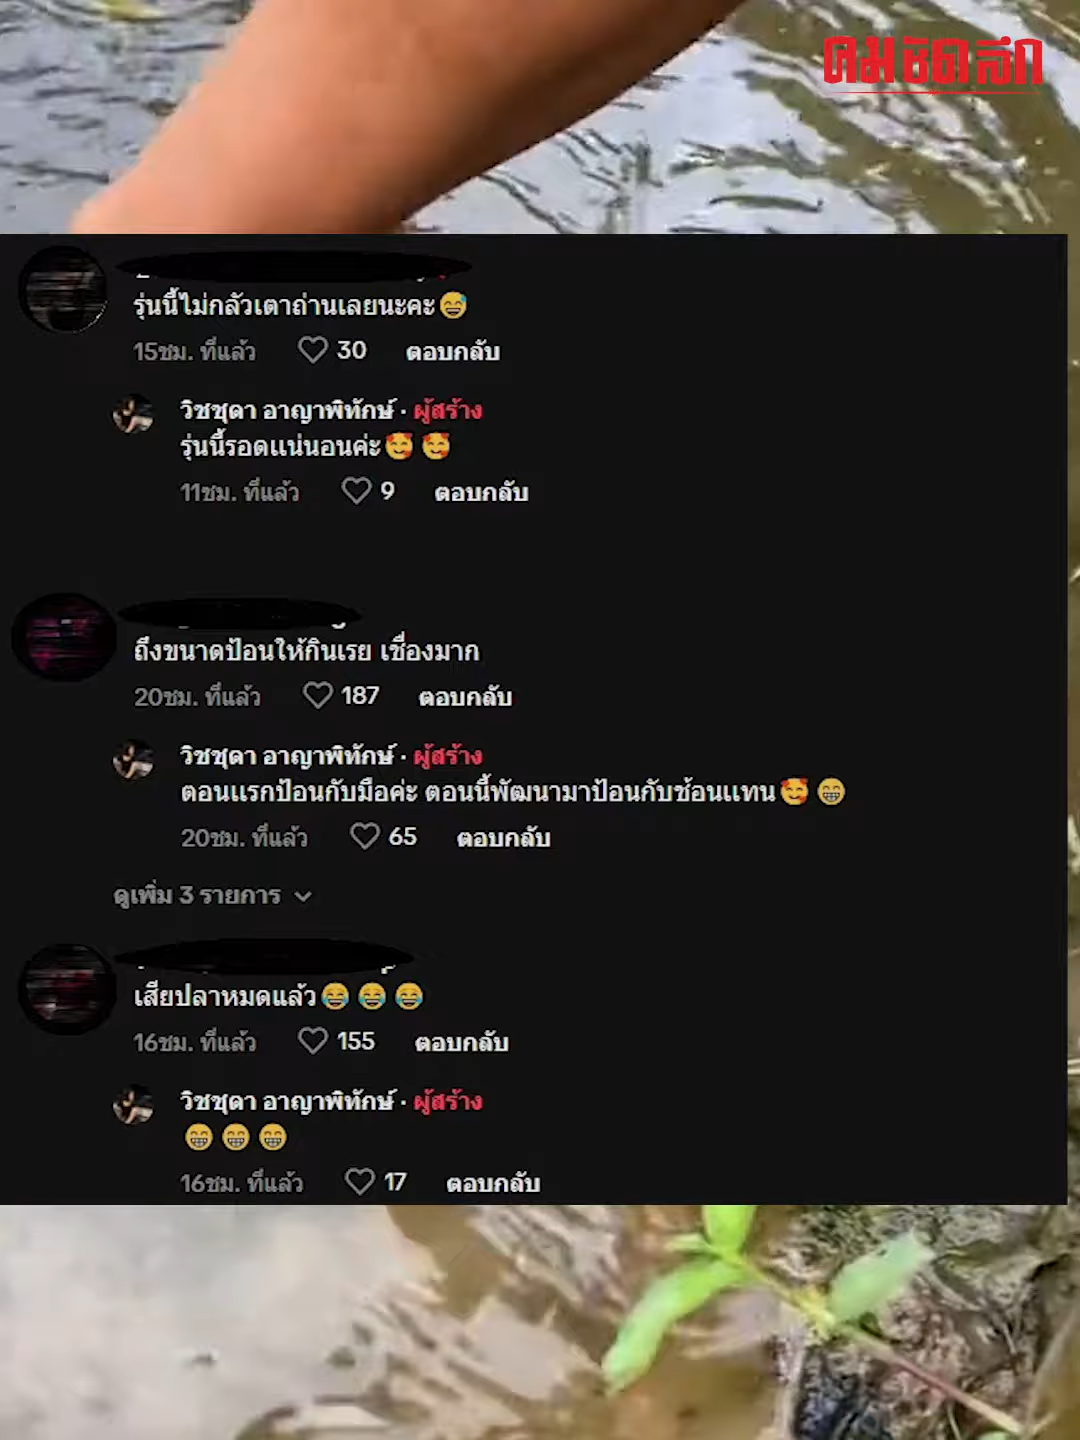 คมชัดลึก
รุ่นนี้ไม่กลัวเตาถ่านเลยนะคะ😅
15ชม. ที่แล้ว 30 ตอบกลับ
วิชชุดา อาญาพิทักษ์ · ผู้สร้าง
รุ่นนี้รอดแน่นอนค่ะ🥰 🥰
11ชม. ที่แล้ว 9 ตอบกลับ
ถึงขนาดป้อนให้กินเรย เชื่องมาก
20ชม. ที่แล้ว 187 ตอบกลับ
วิชชุดา อาญาพิทักษ์ · ผู้สร้าง
ตอนแรกป้อนกับมือค่ะ ตอนนี้พัฒนามาป้อนกับช้อนแทน🥰 😁
20ชม. ที่แล้ว 65 ตอบกลับ
ดูเพิ่ม 3 รายการ
เสียปลาหมดแล้ว😂 😂 😂
16ชม. ที่แล้ว 155 ตอบกลับ
วิชชุดา อาญาพิทักษ์ · ผู้สร้าง
😁 😁 😁
16ชม. ที่แล้ว 17 ตอบกลับ